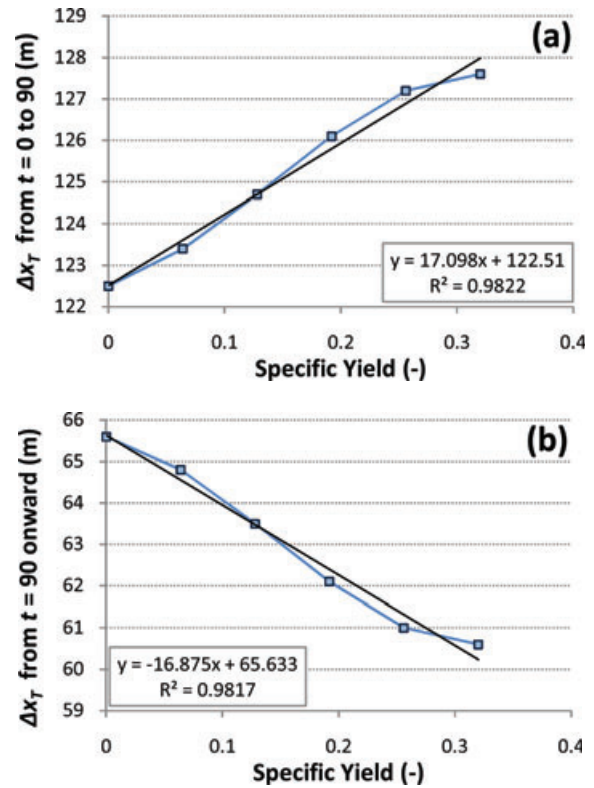 129
128
127
126
125
124
123
122
Δx_T from t = 0 to 90 (m)
(a)
y = 17.098x + 122.51
R² = 0.9822
0 0.1 0.2 0.3 0.4
Specific Yield (-)
66
65
64
63
62
61
60
59
Δx_T from t = 90 onward (m)
(b)
y = -16.875x + 65.633
R² = 0.9817
0 0.1 0.2 0.3 0.4
Specific Yield (-)